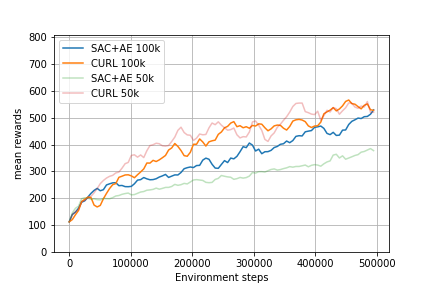 800
700
600
500
400
300
200
100
0
mean rewards
SAC+AE 100k
CURL 100k
SAC+AE 50k
CURL 50k
0 100000 200000 300000 400000 500000
Environment steps